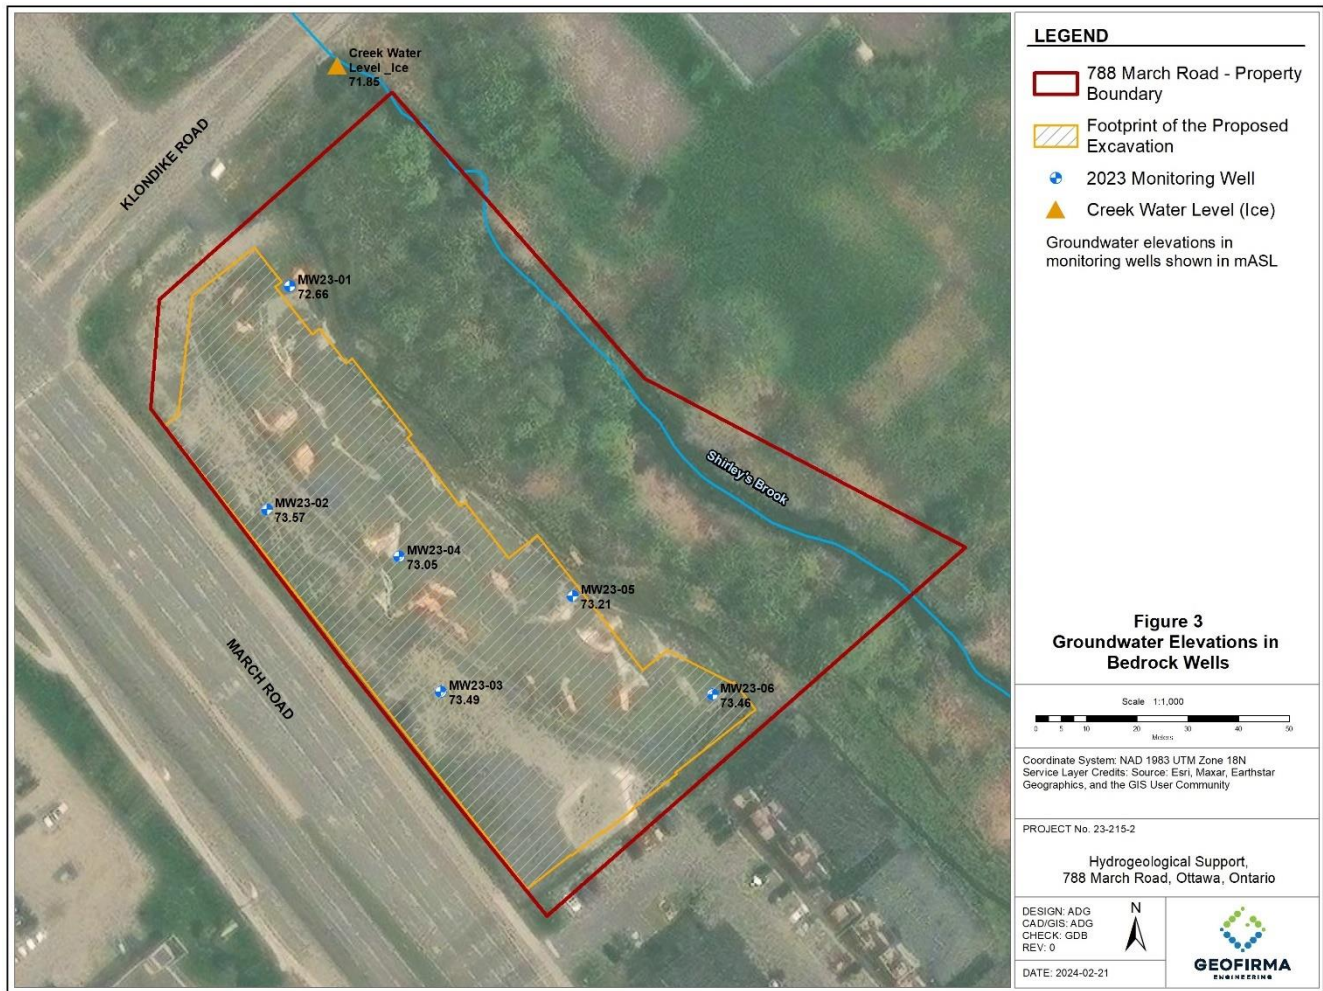 Creek Water
Level _Ice
71.85
KLONDIKE ROAD
MW23-01
72.66
MW23-02
73.57
MW23-04
73.05
MW23-05
73.21
MW23-03
73.49
MW23-06
73.46
Shirley's Brook
MARCH ROAD
LEGEND
788 March Road - Property
Boundary
Footprint of the Proposed
Excavation
2023 Monitoring Well
Creek Water Level (Ice)
Groundwater elevations in
monitoring wells shown in mASL
Figure 3
Groundwater Elevations in
Bedrock Wells
Scale 1:1,000
0 5 10 20 30 40 50
Meters
Coordinate System: NAD 1983 UTM Zone 18N
Service Layer Credits: Source: Esri, Maxar, Earthstar
Geographics, and the GIS User Community
PROJECT No. 23-215-2
Hydrogeological Support,
788 March Road, Ottawa, Ontario
DESIGN: ADG
CAD/GIS: ADG
CHECK: GDB
REV: 0
N
DATE: 2024-02-21
GEOFIRMA
ENGINEERING